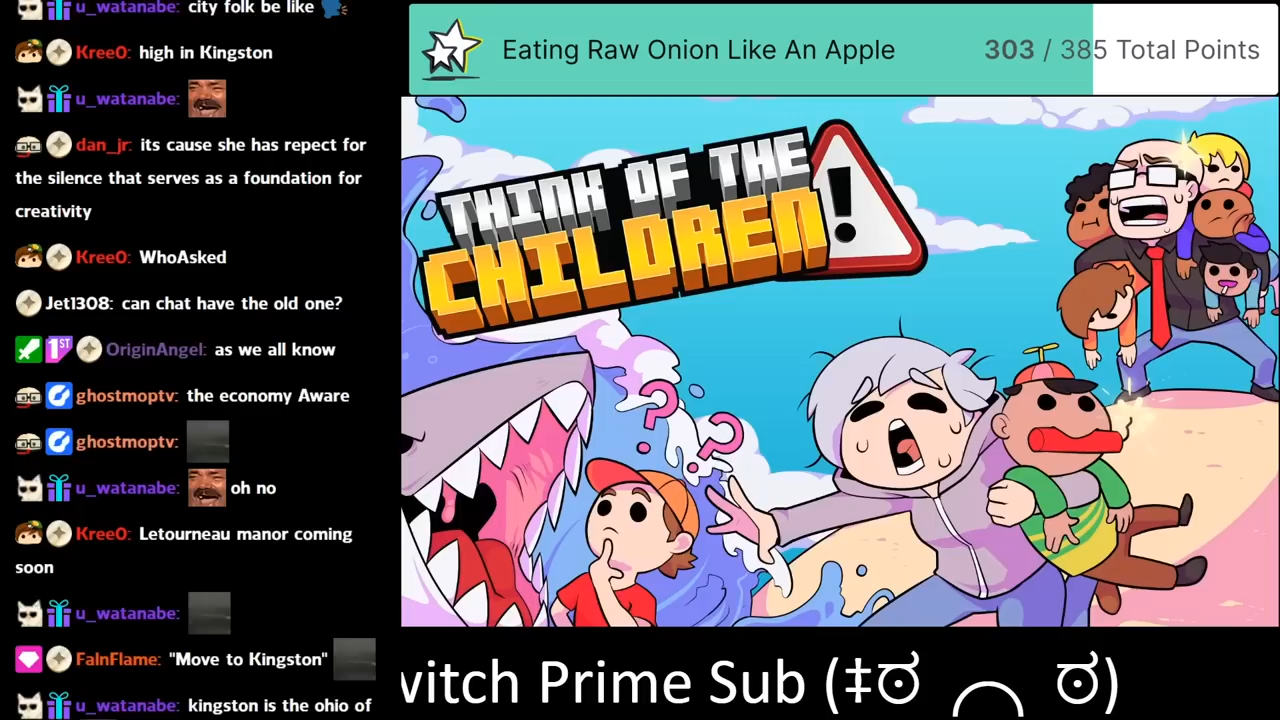 u_watanabe: city folk be like
KreeO: high in Kingston
u_watanabe:
dan_jr: its cause she has repect for
the silence that serves as a foundation for
creativity
KreeO: WhoAsked
Jet1308: can chat have the old one?
1ST OriginAngel: as we all know
ghostmoptv: the economy Aware
ghostmoptv:
u_watanabe: oh no
KreeO: Letourneau manor coming
soon
u_watanabe:
FalnFlame: "Move to Kingston"
u_watanabe: kingston is the ohio of
7 Eating Raw Onion Like An Apple 303 / 385 Total Points
THINK OF THE
CHILDREN!
? ?
witch Prime Sub (‡ಠ ⁔ ಠ)